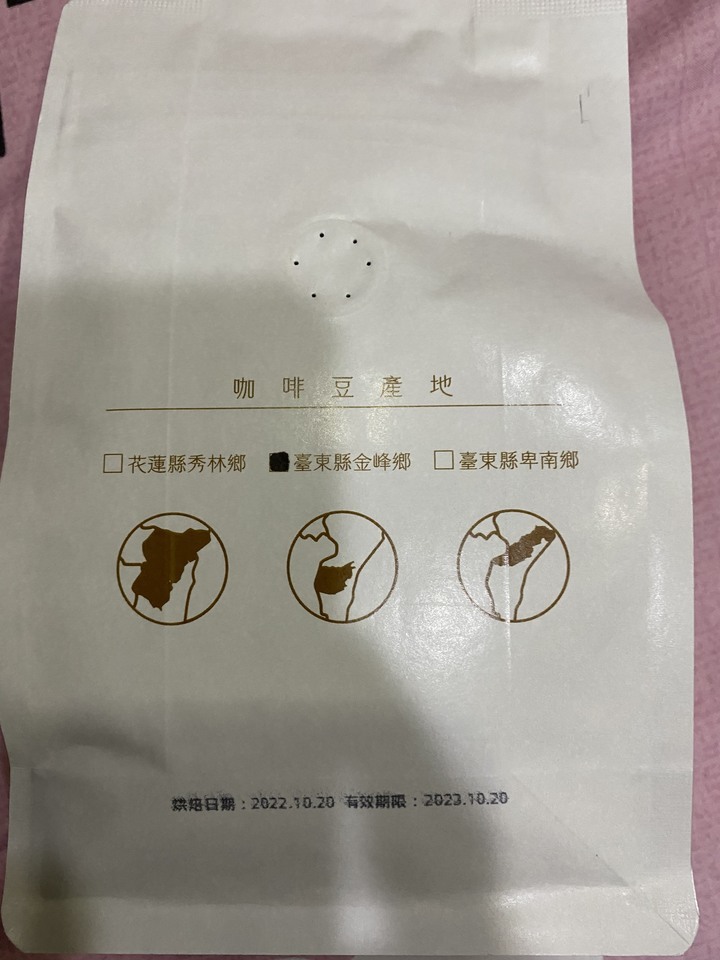 咖啡豆產地
□花蓮縣秀林鄉 ■臺東縣金峰鄉 □臺東縣卑南鄉
烘焙日期：2022.10.20 有效期限：2023.10.20